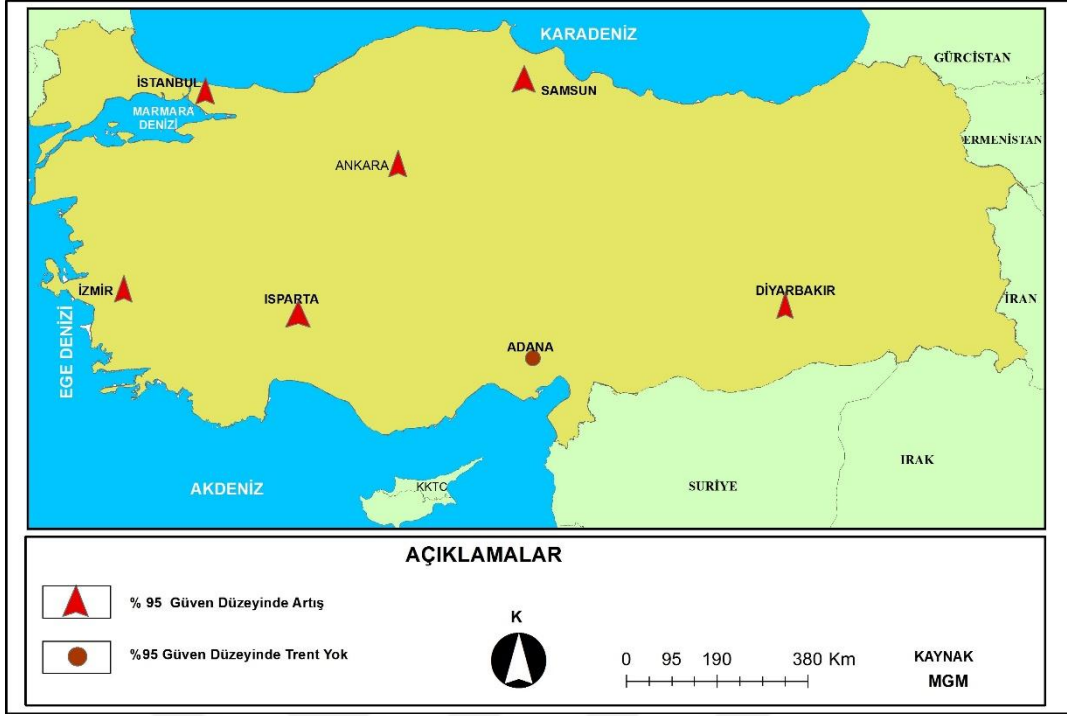 KARADENİZ
GÜRCİSTAN
İSTANBUL
SAMSUN
MARMARA
DENİZİ
ERMENİSTAN
ANKARA
İZMİR
ISPARTA
DİYARBAKIR
İRAN
EGE DENİZİ
ADANA
IRAK
AKDENİZ
KKTC
SURİYE
AÇIKLAMALAR
% 95 Güven Düzeyinde Artış
%95 Güven Düzeyinde Trent Yok
K
0 95 190 380 Km
KAYNAK
MGM